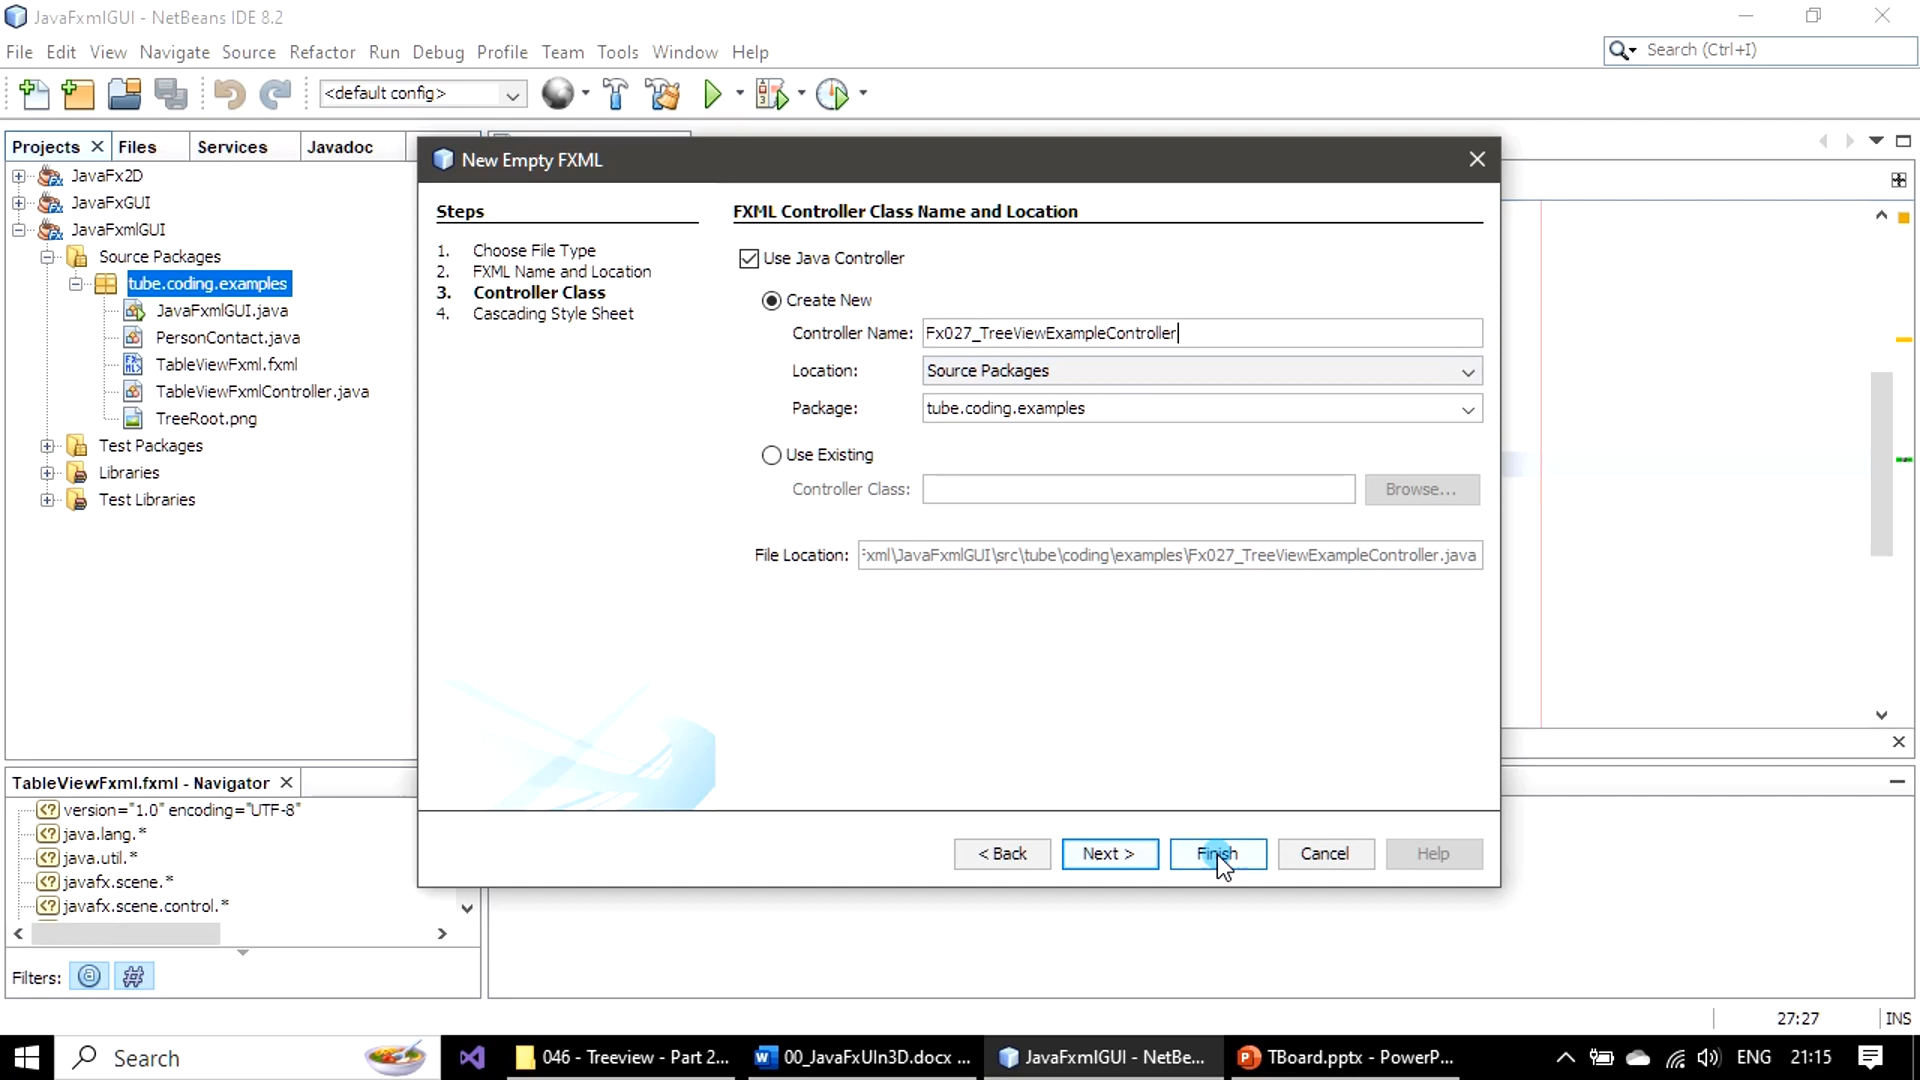 JavaFxmlGUI - NetBeans IDE 8.2
File Edit View Navigate Source Refactor Run Debug Profile Team Tools Window Help
Search (Ctrl+I)
<default config>
Projects Files Services Javadoc
JavaFx2D
JavaFxGUI
JavaFxmlGUI
Source Packages
tube.coding.examples
JavaFxmlGUI.java
PersonContact.java
TableViewFxml.fxml
TableViewFxmlController.java
TreeRoot.png
Test Packages
Libraries
Test Libraries
New Empty FXML
Steps
1. Choose File Type
2. FXML Name and Location
3. Controller Class
4. Cascading Style Sheet
FXML Controller Class Name and Location
Use Java Controller
Create New
Controller Name: Fx027_TreeViewExampleController
Location: Source Packages
Package: tube.coding.examples
Use Existing
Controller Class:
Browse...
File Location: Fxml\JavaFxmlGUI\src\tube\coding\examples\Fx027_TreeViewExampleController.java
< Back Next > Finish Cancel Help
TableViewFxml.fxml - Navigator
version="1.0" encoding="UTF-8"
java.lang.*
java.util.*
javafx.scene.*
javafx.scene.control.*
Filters:
27:27 INS
Search
046 - Treeview - Part 2...
00_JavaFxUIn3D.docx ...
JavaFxmlGUI - NetBe...
TBoard.pptx - PowerP...
ENG 21:15